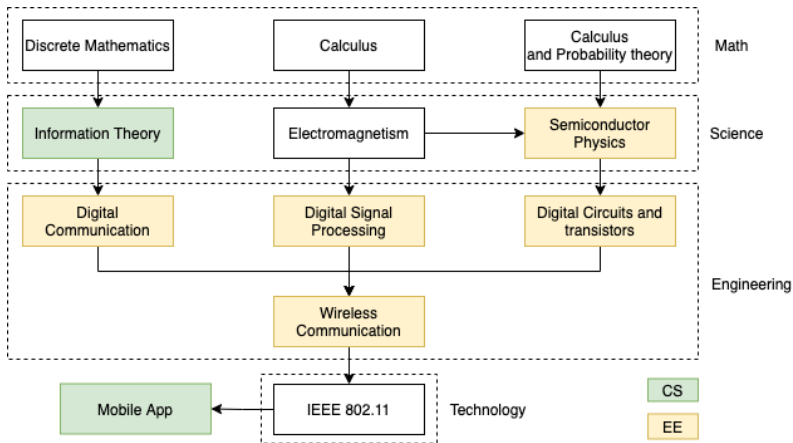 Discrete Mathematics
Calculus
Calculus
and Probability theory
Math
Information Theory
Electromagnetism
Semiconductor
Physics
Science
Digital
Communication
Digital Signal
Processing
Digital Circuits and
transistors
Engineering
Wireless
Communication
Mobile App
IEEE 802.11
Technology
CS
EE